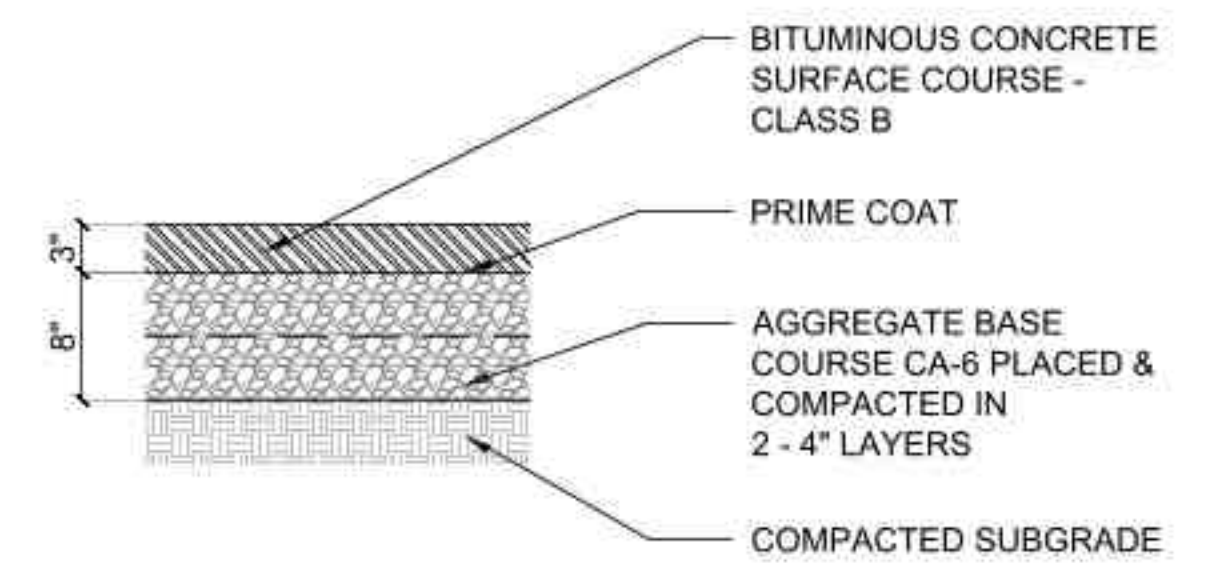 BITUMINOUS CONCRETE
SURFACE COURSE -
CLASS B
PRIME COAT
3"
8"
AGGREGATE BASE
COURSE CA-6 PLACED &
COMPACTED IN
2 - 4" LAYERS
COMPACTED SUBGRADE